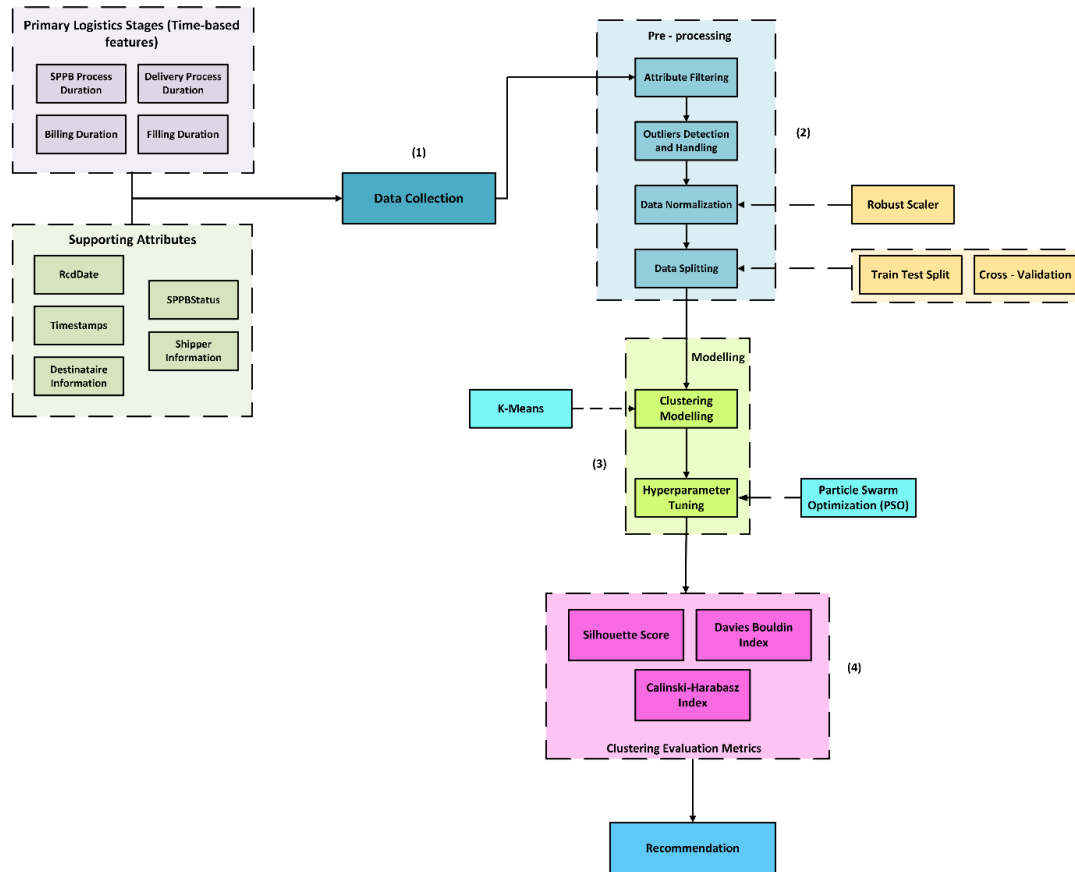 Primary Logistics Stages (Time-based
features)
SPPB Process
Duration
Delivery Process
Duration
Billing Duration
Filling Duration
Supporting Attributes
RcdDate
SPPBStatus
Timestamps
Shipper
Information
Destinataire
Information
(1)
Data Collection
Pre - processing
Attribute Filtering
Outliers Detection
and Handling
(2)
Data Normalization
Robust Scaler
Data Splitting
Train Test Split
Cross - Validation
Modelling
K-Means
Clustering
Modelling
(3)
Hyperparameter
Tuning
Particle Swarm
Optimization (PSO)
Silhouette Score
Davies Bouldin
Index
(4)
Calinski-Harabasz
Index
Clustering Evaluation Metrics
Recommendation